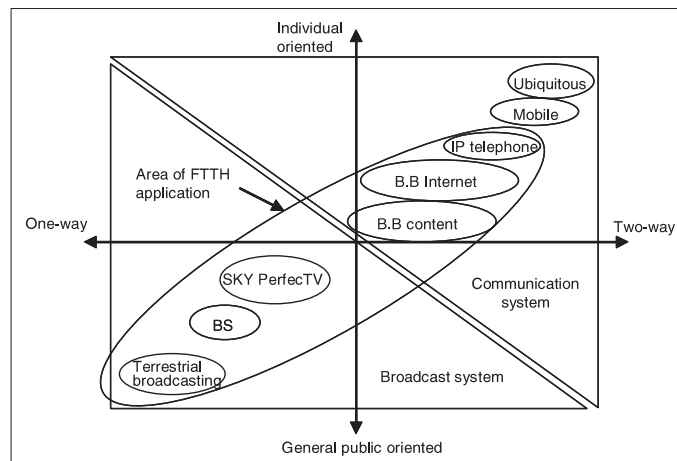 Individual
oriented
Ubiquitous
Mobile
IP telephone
Area of FTTH
application
B.B Internet
B.B content
One-way
Two-way
SKY PerfecTV
Communication
system
BS
Terrestrial
broadcasting
Broadcast system
General public oriented